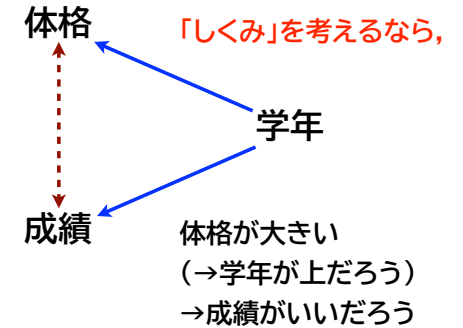 体格
「しくみ」を考えるなら,
学年
成績
体格が大きい
(→学年が上だろう)
→成績がいいだろう